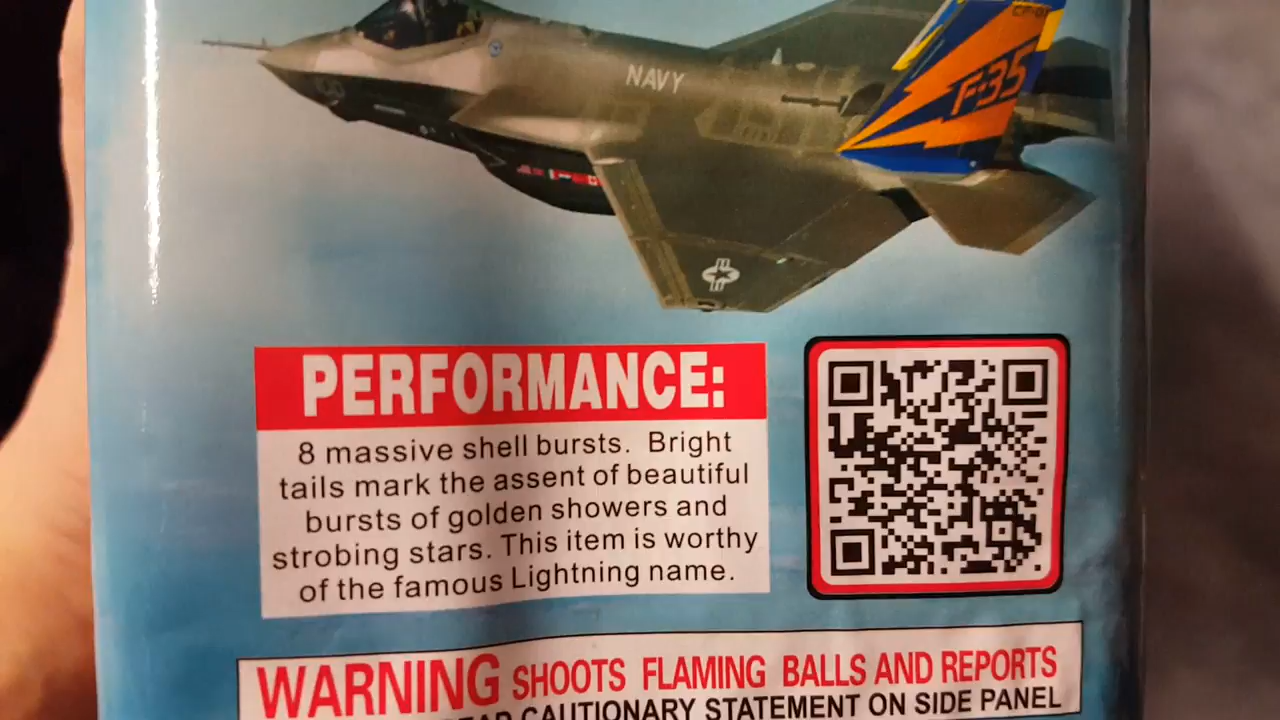 NAVY
F-35
PERFORMANCE:
8 massive shell bursts. Bright
tails mark the assent of beautiful
bursts of golden showers and
strobing stars. This item is worthy
of the famous Lightning name.
WARNING SHOOTS FLAMING BALLS AND REPORTS
CAUTIONARY STATEMENT ON SIDE PANEL